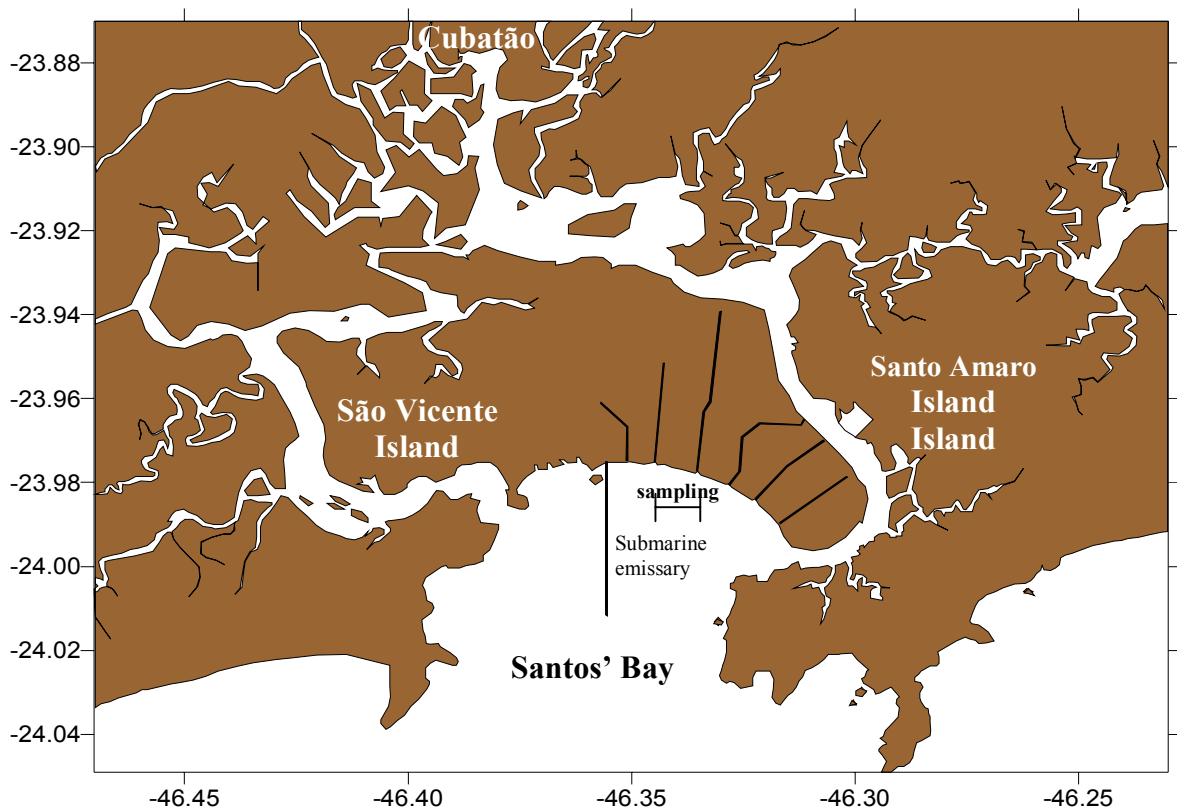 Cubatão
-23.88
-23.90
-23.92
-23.94
-23.96
-23.98
-24.00
-24.02
-24.04
Santo Amaro
Island
Island
São Vicente
Island
sampling
Submarine
emissary
Santos’ Bay
-46.45
-46.40
-46.35
-46.30
-46.25